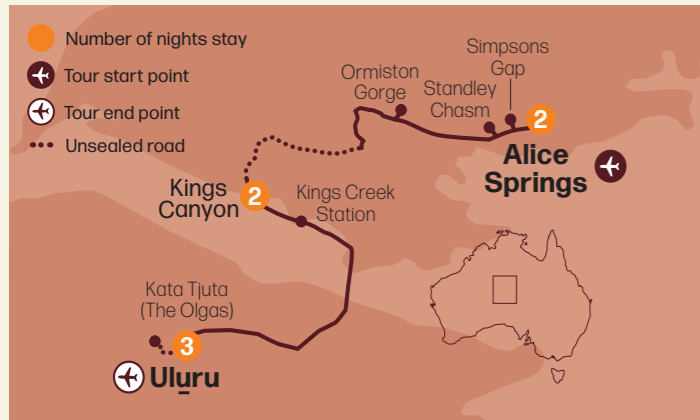 Number of nights stay
Tour start point
Tour end point
Unsealed road
Simpsons
Gap
Ormiston
Gorge
Standley
Chasm
2
Alice
Springs
Kings
Canyon
2
Kings Creek
Station
Kata Tjuta
(The Olgas)
3
Uluṟu